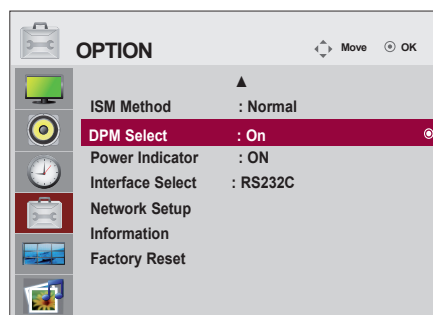 OPTION Move OK
ISM Method : Normal
DPM Select : On
Power Indicator : ON
Interface Select : RS232C
Network Setup
Information
Factory Reset